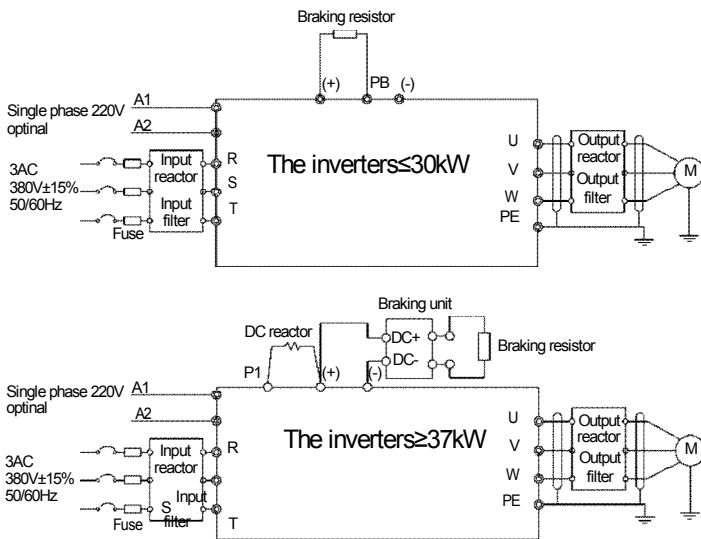 Braking resistor
(+)
PB
(-)
A1
Single phase 220V
optinal
A2
3AC
380V±15%
50/60Hz
Fuse
Input
reactor
Input
filter
R
S
T
The inverters≤30kW
U
V
W
PE
Output
reactor
Output
filter
M
Braking unit
DC reactor
DC+
DC-
Braking resistor
P1
(+)
(-)
A1
Single phase 220V
optinal
A2
3AC
380V±15%
50/60Hz
Fuse
Input
reactor
Input
S
filter
R
T
The inverters≥37kW
U
V
W
PE
Output
reactor
Output
filter
M